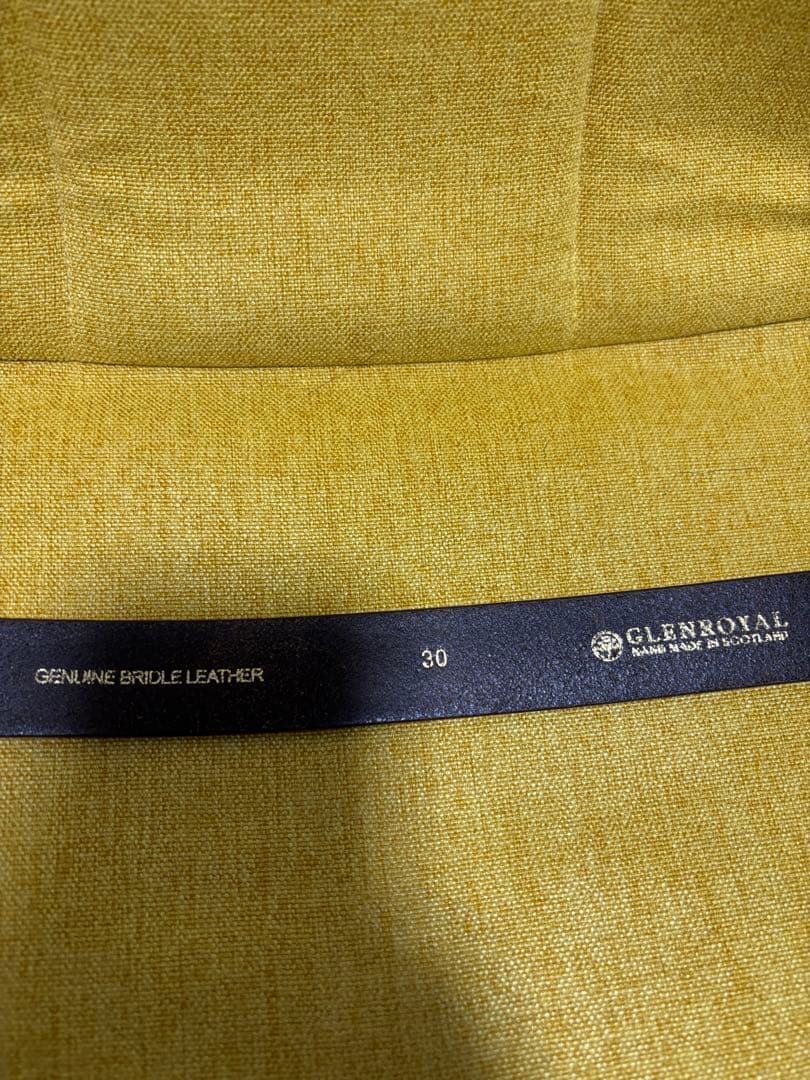 GENUINE BRIDLE LEATHER
30
GLENROYAL
HAND MADE IN SCOTLAND